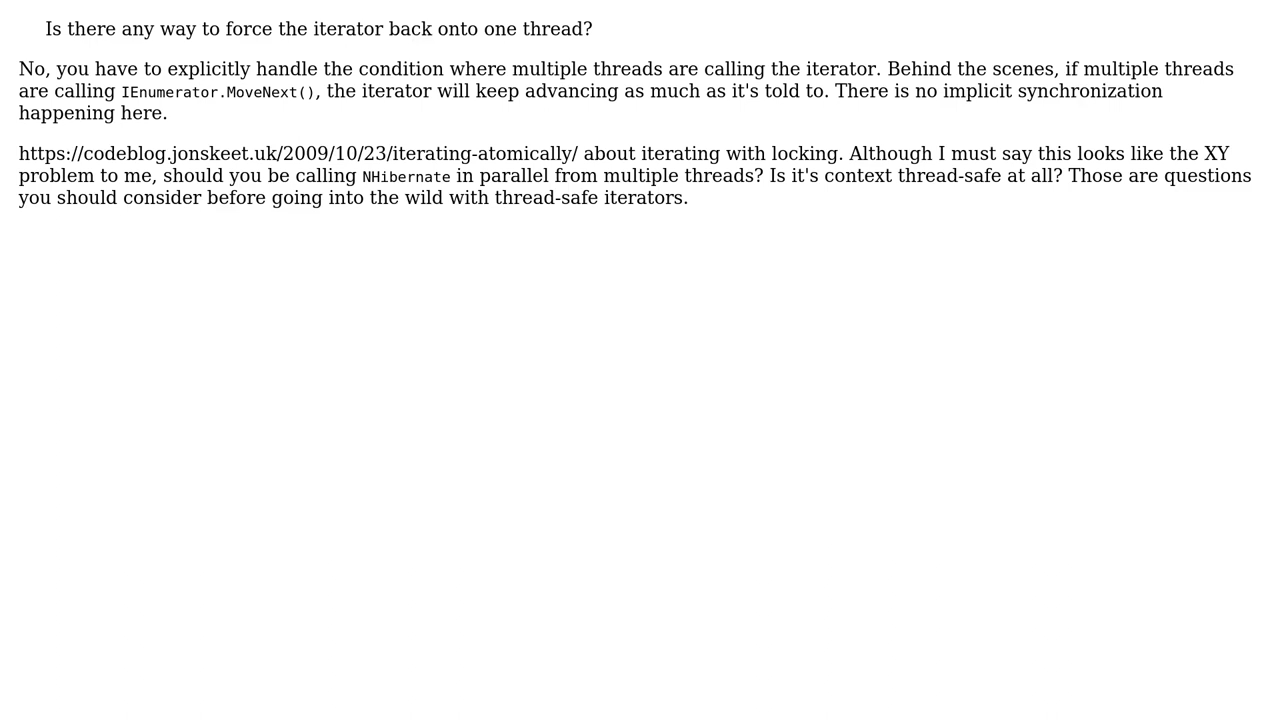 Is there any way to force the iterator back onto one thread?
No, you have to explicitly handle the condition where multiple threads are calling the iterator. Behind the scenes, if multiple threads
are calling IEnumerator.MoveNext(), the iterator will keep advancing as much as it's told to. There is no implicit synchronization
happening here.
https://codeblog.jonskeet.uk/2009/10/23/iterating-atomically/ about iterating with locking. Although I must say this looks like the XY
problem to me, should you be calling NHibernate in parallel from multiple threads? Is it's context thread-safe at all? Those are questions
you should consider before going into the wild with thread-safe iterators.